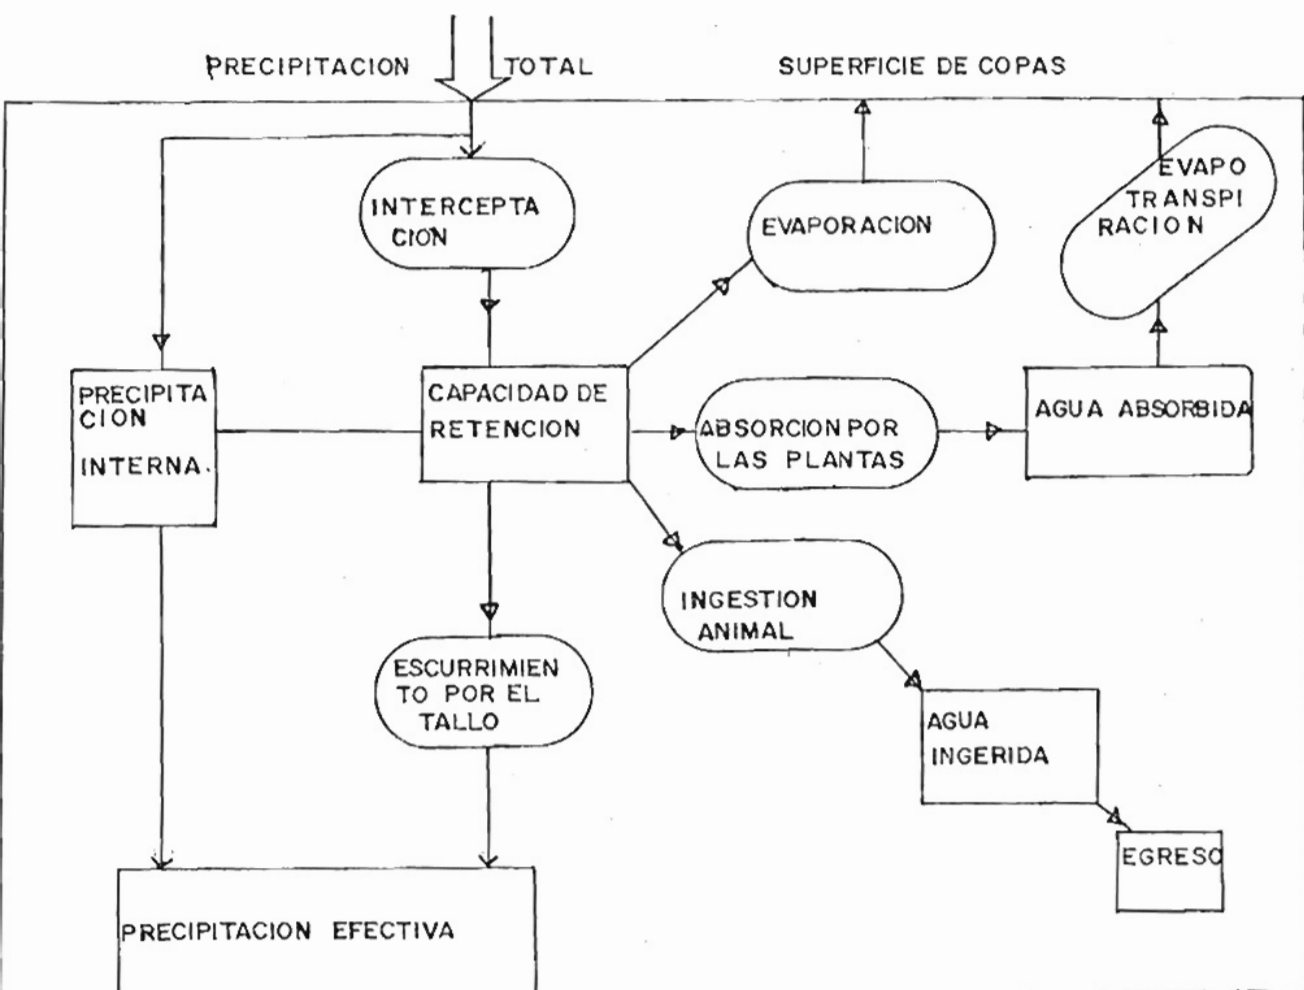 PRECIPITACION TOTAL
SUPERFICIE DE COPAS
INTERCEPTA
CION
EVAPORACION
EVAPO
TRANSPI
RACION
PRECIPITA
CION
INTERNA.
CAPACIDAD DE
RETENCION
ABSORCION POR
LAS PLANTAS
AGUA ABSORBIDA
INGESTION
ANIMAL
ESCURRIMIEN
TO POR EL
TALLO
AGUA
INGERIDA
EGRESO
PRECIPITACION EFECTIVA